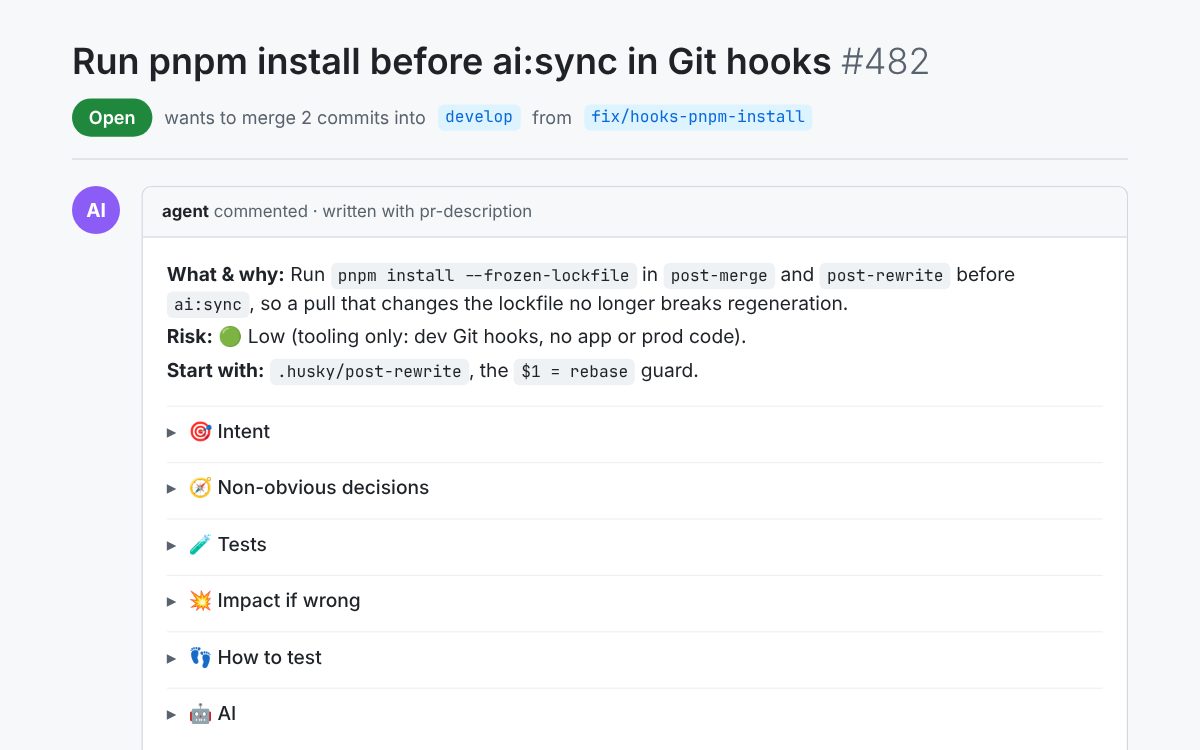 Run pnpm install before ai:sync in Git hooks #482
Open wants to merge 2 commits into develop from fix/hooks-pnpm-install
AI
agent commented · written with pr-description
What & why: Run pnpm install --frozen-lockfile in post-merge and post-rewrite before
ai:sync, so a pull that changes the lockfile no longer breaks regeneration.
Risk: 🟢 Low (tooling only: dev Git hooks, no app or prod code).
Start with: .husky/post-rewrite, the $1 = rebase guard.
▸ 🎯 Intent
▸ 🧭 Non-obvious decisions
▸ 🧪 Tests
▸ 💥 Impact if wrong
▸ 👣 How to test
▸ 🤖 AI